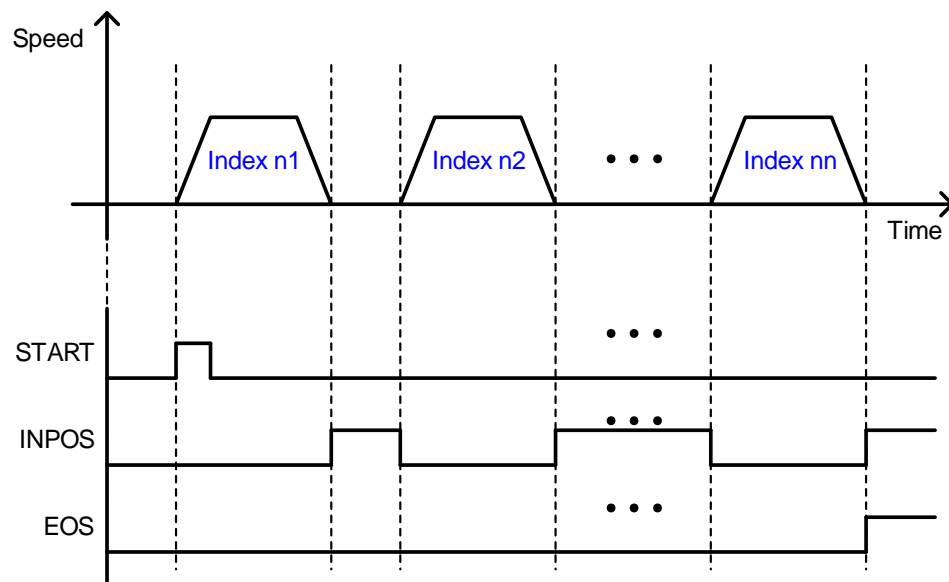 Speed
Index n1
Index n2
• • •
Index nn
Time
• • •
START
• • •
INPOS
• • •
EOS